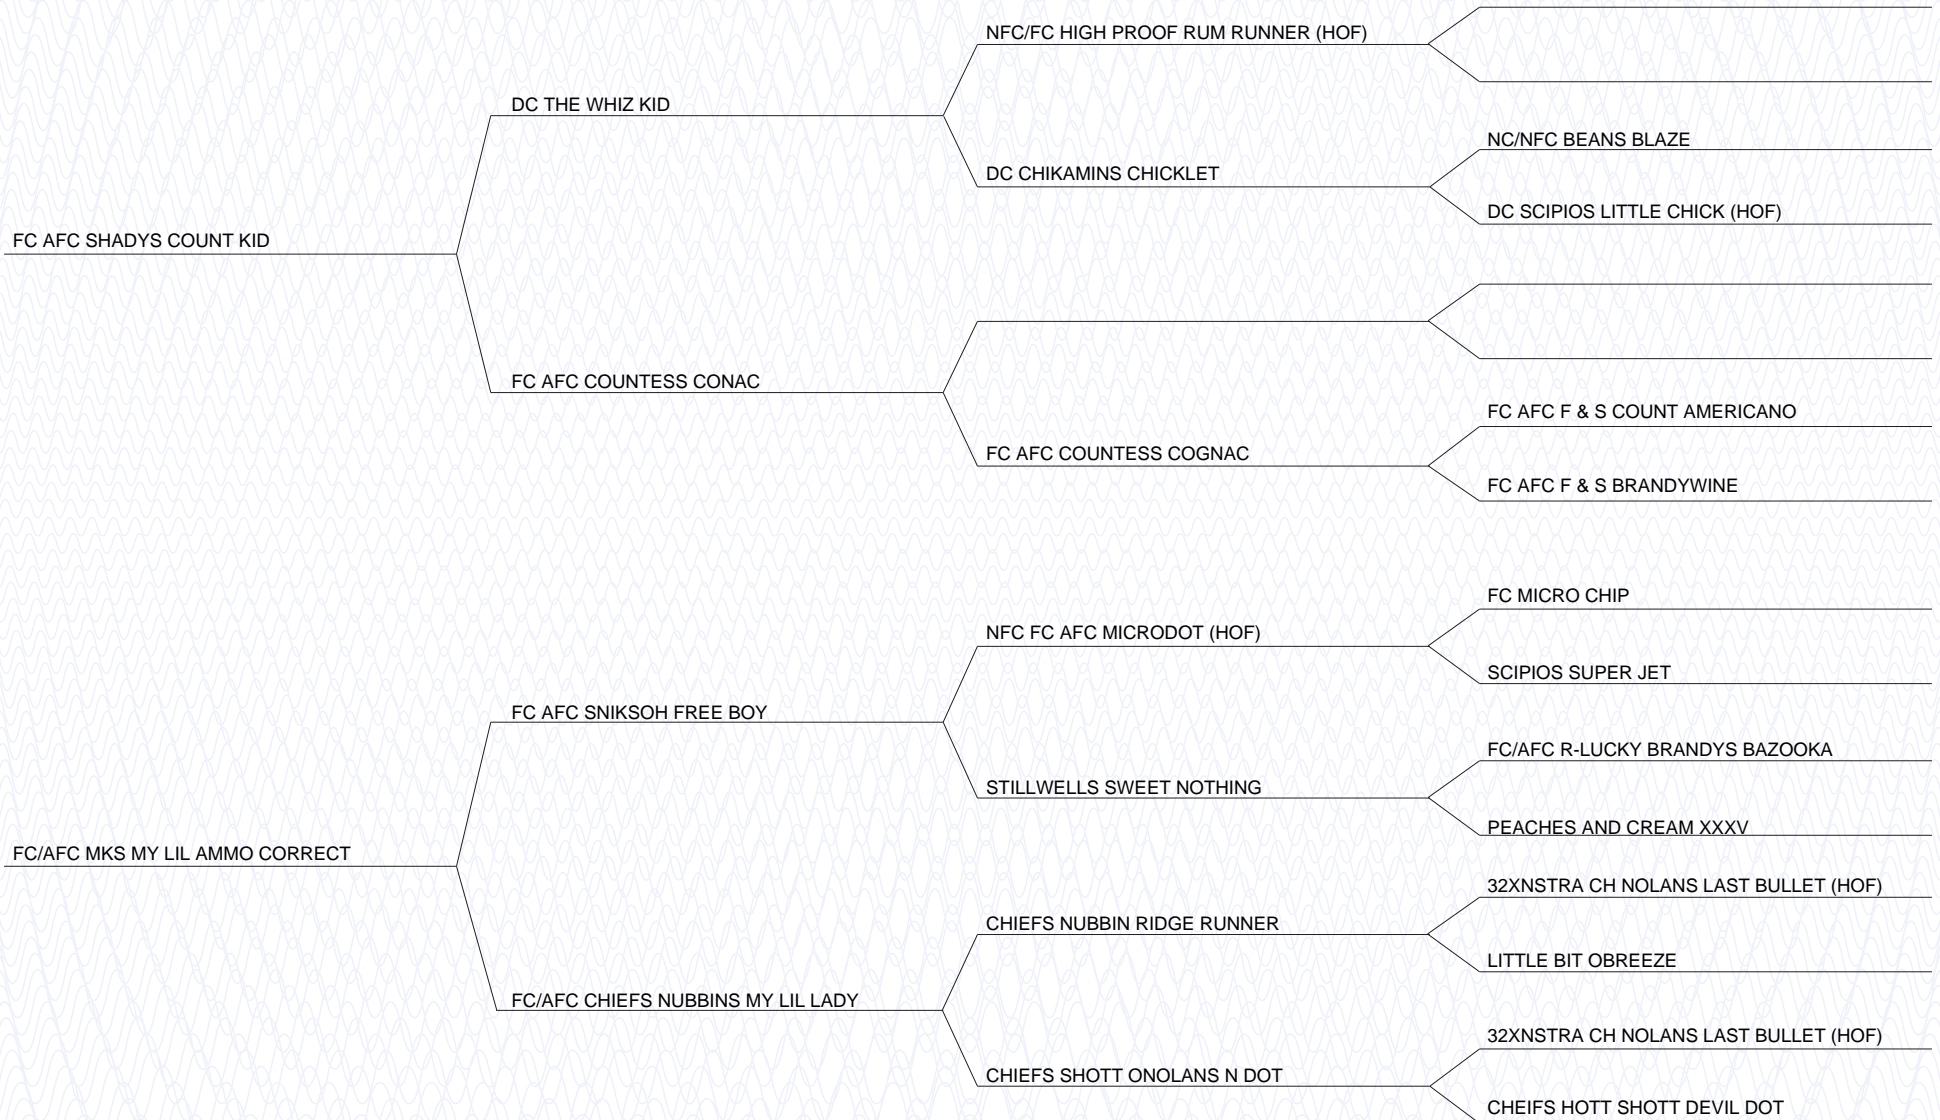 NFC/FC HIGH PROOF RUM RUNNER (HOF)
DC THE WHIZ KID
NC/NFC BEANS BLAZE
DC CHIKAMINS CHICKLET
DC SCIPIOS LITTLE CHICK (HOF)
FC AFC SHADYS COUNT KID
FC AFC COUNTESS CONAC
FC AFC F & S COUNT AMERICANO
FC AFC COUNTESS COGNAC
FC AFC F & S BRANDYWINE
FC MICRO CHIP
NFC FC AFC MICRODOT (HOF)
SCIPIOS SUPER JET
FC AFC SNIKSOH FREE BOY
FC/AFC R-LUCKY BRANDYS BAZOOKA
STILLWELLS SWEET NOTHING
PEACHES AND CREAM XXXV
FC/AFC MKS MY LIL AMMO CORRECT
32XNSTRA CH NOLANS LAST BULLET (HOF)
CHIEFS NUBBIN RIDGE RUNNER
LITTLE BIT OBREEZE
FC/AFC CHIEFS NUBBINS MY LIL LADY
32XNSTRA CH NOLANS LAST BULLET (HOF)
CHIEFS SHOTT ONOLANS N DOT
CHEIFS HOTT SHOTT DEVIL DOT